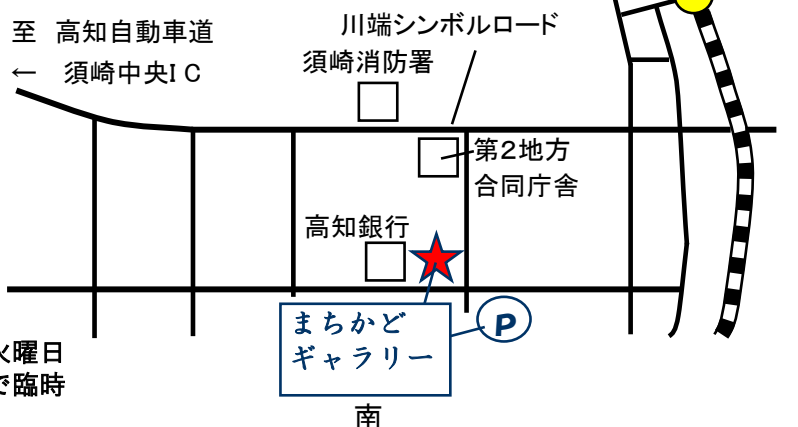 至 高知自動車道
← 須崎中央IC
川端シンボルロード
須崎消防署
第2地方
合同庁舎
高知銀行
まちかど
ギャラリー
P
火曜日
で臨時
南